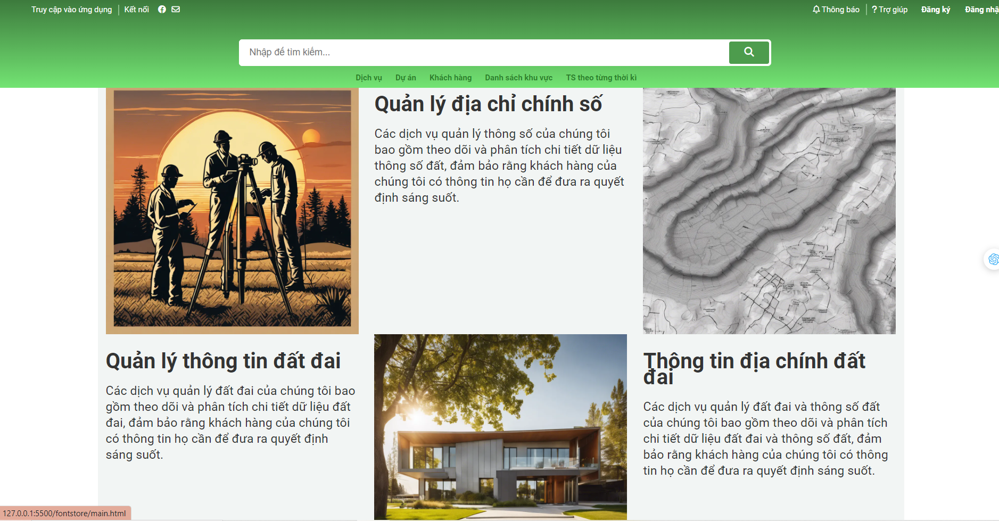 Truy cập vào ứng dụng
Kết nối
Thông báo
? Trợ giúp
Đăng ký
Đăng nhậ
Nhập để tìm kiếm...
Dịch vụ
Dự án
Khách hàng
Danh sách khu vực
TS theo từng thời kì
Quản lý địa chỉ chính số
Các dịch vụ quản lý thông số của chúng tôi
bao gồm theo dõi và phân tích chi tiết dữ liệu
thông số đất, đảm bảo rằng khách hàng của
chúng tôi có thông tin họ cần để đưa ra quyết
định sáng suốt.
Quản lý thông tin đất đai
Các dịch vụ quản lý đất đai của chúng tôi bao
gồm theo dõi và phân tích chi tiết dữ liệu đất
đai, đảm bảo rằng khách hàng của chúng tôi
có thông tin họ cần để đưa ra quyết định
sáng suốt.
Thông tin địa chính đất
đai
Các dịch vụ quản lý đất đai và thông số đất
của chúng tôi bao gồm theo dõi và phân tích
chi tiết dữ liệu đất đai và thông số đất, đảm
bảo rằng khách hàng của chúng tôi có thông
tin họ cần để đưa ra quyết định sáng suốt.
127.0.0.1:5500/fontstore/main.html